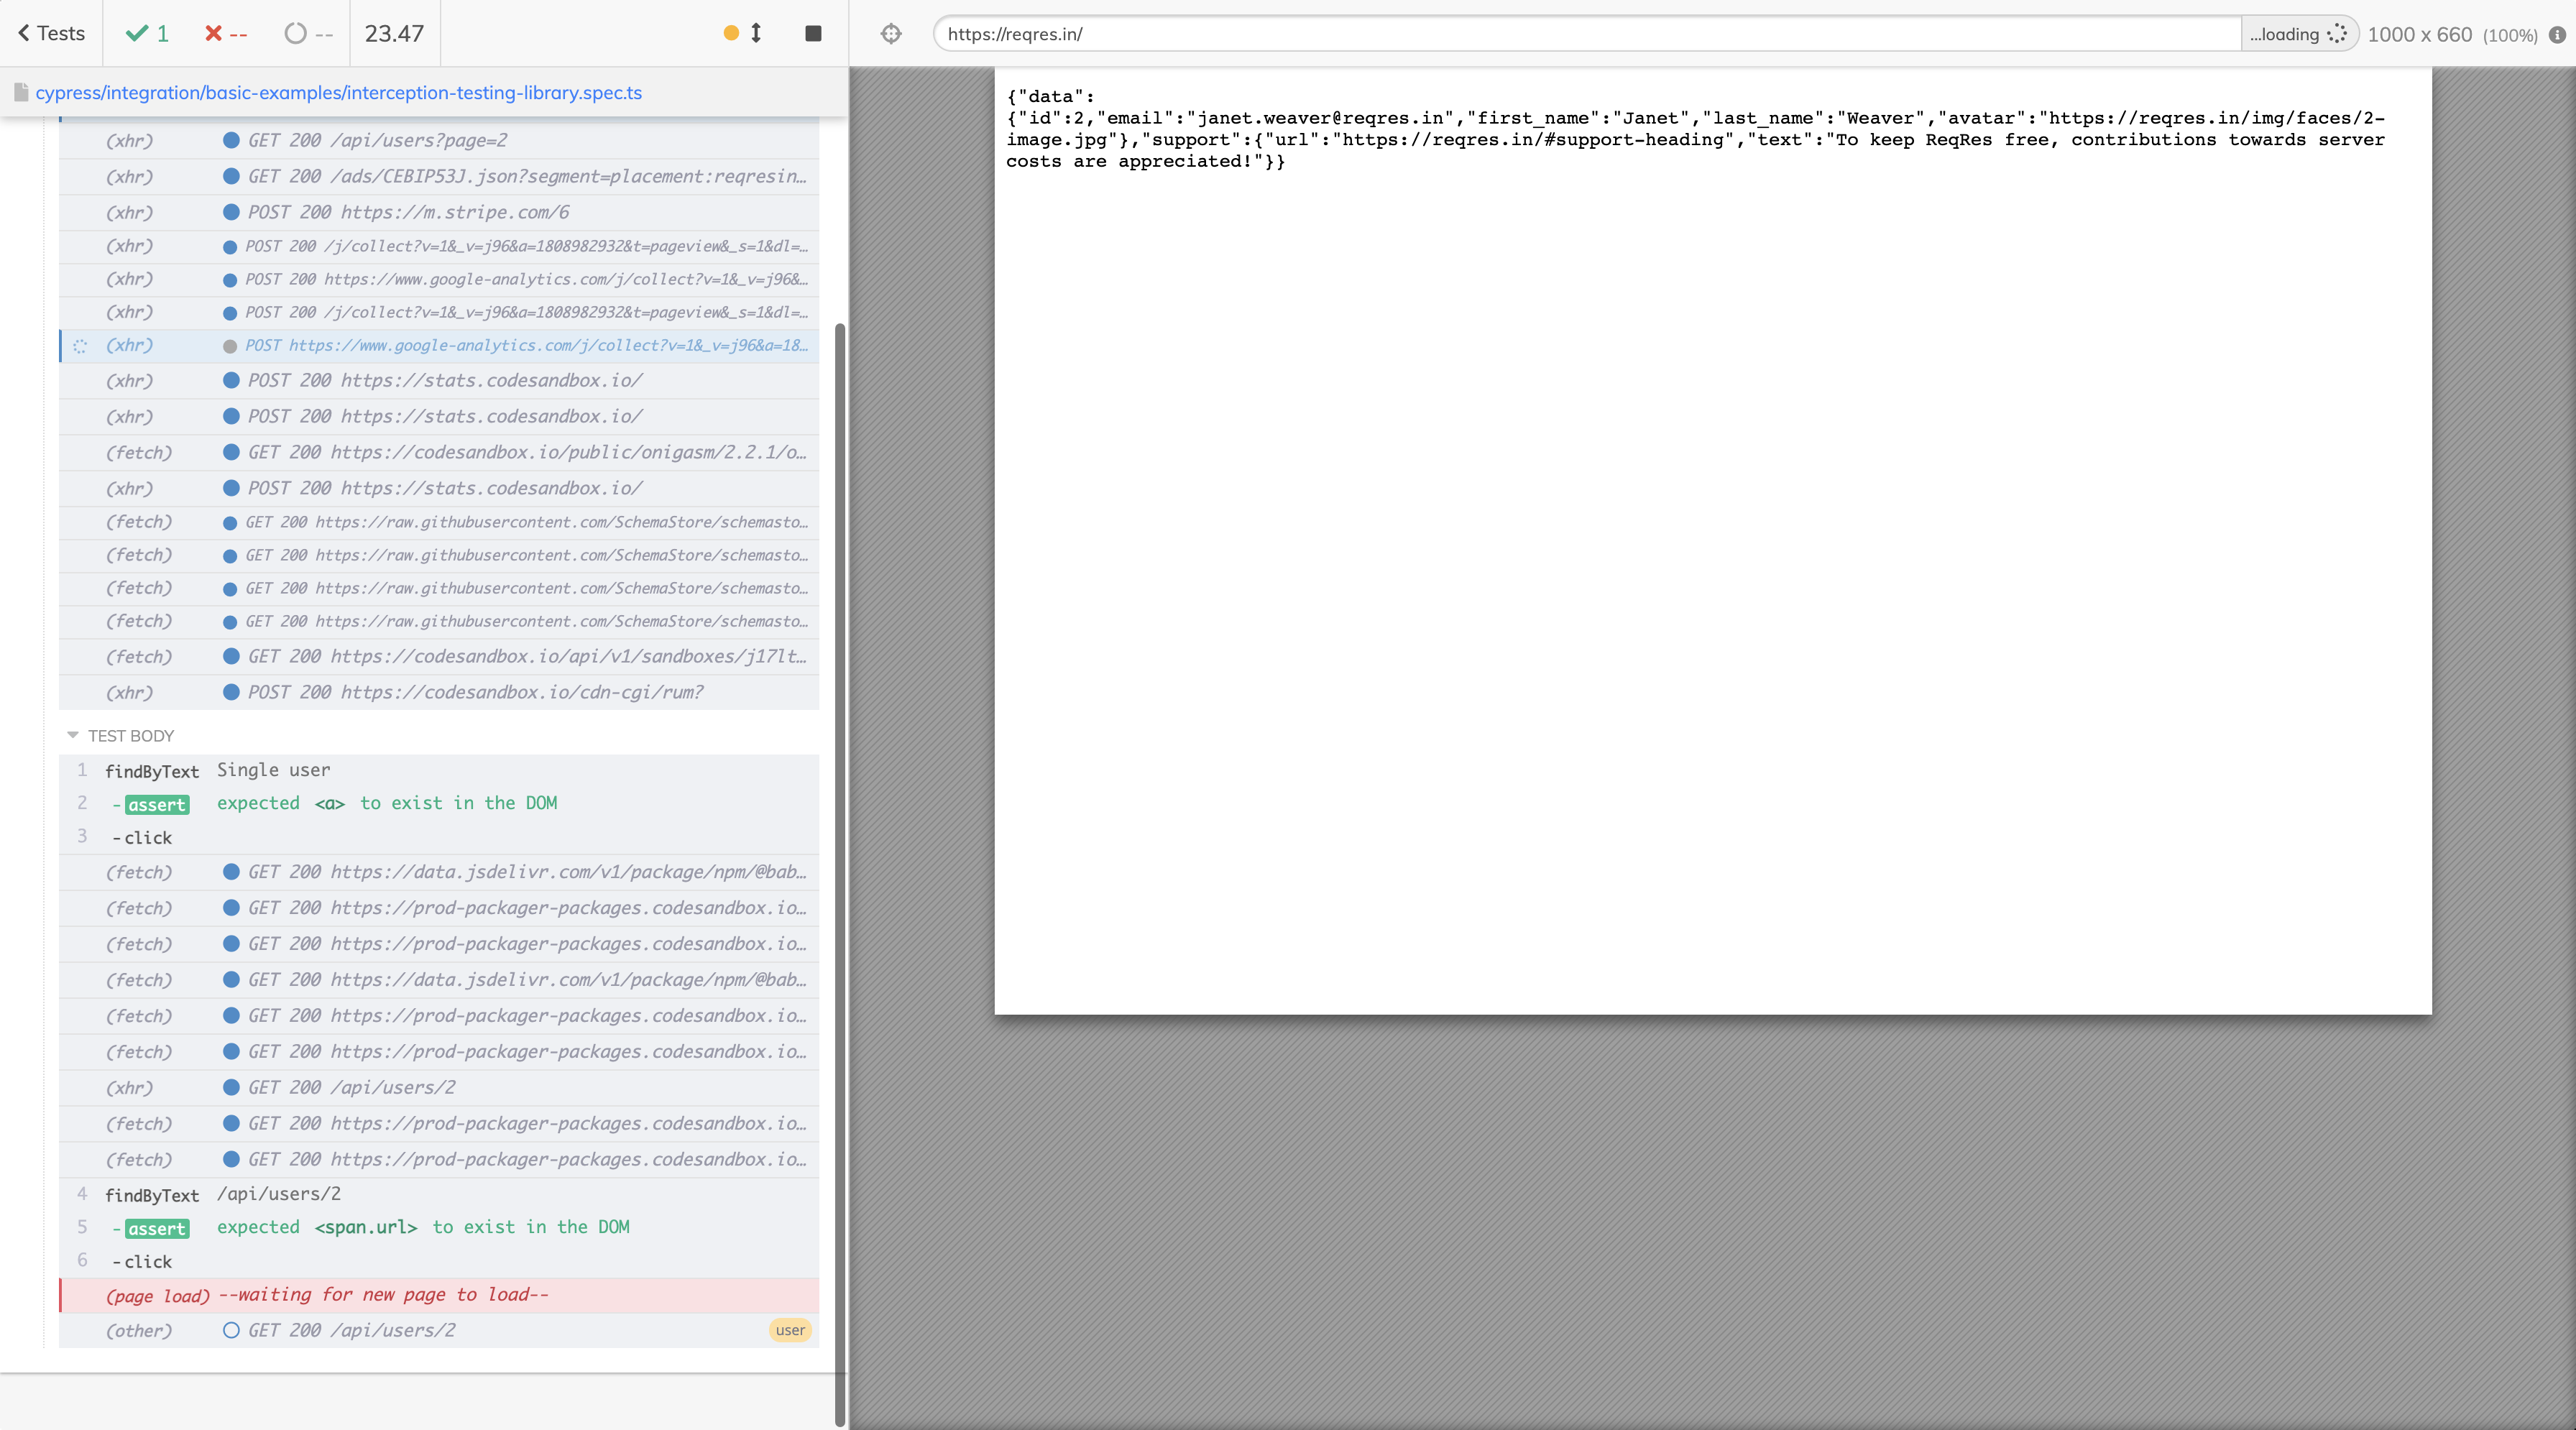 Tests
1
--
--
23.47
https://reqres.in/
...loading
1000 x 660 (100%)
cypress/integration/basic-examples/interception-testing-library.spec.ts
(xhr) GET 200 /api/users?page=2
(xhr) GET 200 /ads/CEBIP53J.json?segment=placement:reqresin…
(xhr) POST 200 https://m.stripe.com/6
(xhr) POST 200 /j/collect?v=1&_v=j96&a=1808982932&t=pageview&_s=1&dl=…
(xhr) POST 200 https://www.google-analytics.com/j/collect?v=1&_v=j96&…
(xhr) POST 200 /j/collect?v=1&_v=j96&a=1808982932&t=pageview&_s=1&dl=…
(xhr) POST https://www.google-analytics.com/j/collect?v=1&_v=j96&a=18…
(xhr) POST 200 https://stats.codesandbox.io/
(xhr) POST 200 https://stats.codesandbox.io/
(fetch) GET 200 https://codesandbox.io/public/onigasm/2.2.1/o…
(xhr) POST 200 https://stats.codesandbox.io/
(fetch) GET 200 https://raw.githubusercontent.com/SchemaStore/schemasto…
(fetch) GET 200 https://raw.githubusercontent.com/SchemaStore/schemasto…
(fetch) GET 200 https://raw.githubusercontent.com/SchemaStore/schemasto…
(fetch) GET 200 https://raw.githubusercontent.com/SchemaStore/schemasto…
(fetch) GET 200 https://codesandbox.io/api/v1/sandboxes/j17lt…
(xhr) POST 200 https://codesandbox.io/cdn-cgi/rum?
TEST BODY
1 findByText Single user
2 -assert expected <a> to exist in the DOM
3 -click
(fetch) GET 200 https://data.jsdelivr.com/v1/package/npm/@bab…
(fetch) GET 200 https://prod-packager-packages.codesandbox.io…
(fetch) GET 200 https://prod-packager-packages.codesandbox.io…
(fetch) GET 200 https://data.jsdelivr.com/v1/package/npm/@bab…
(fetch) GET 200 https://prod-packager-packages.codesandbox.io…
(fetch) GET 200 https://prod-packager-packages.codesandbox.io…
(xhr) GET 200 /api/users/2
(fetch) GET 200 https://prod-packager-packages.codesandbox.io…
(fetch) GET 200 https://prod-packager-packages.codesandbox.io…
4 findByText /api/users/2
5 -assert expected <span.url> to exist in the DOM
6 -click
(page load) --waiting for new page to load--
(other) GET 200 /api/users/2 user
{"data":
{"id":2,"email":"janet.weaver@reqres.in","first_name":"Janet","last_name":"Weaver","avatar":"https://reqres.in/img/faces/2-
image.jpg"},"support":{"url":"https://reqres.in/#support-heading","text":"To keep ReqRes free, contributions towards server
costs are appreciated!"}}